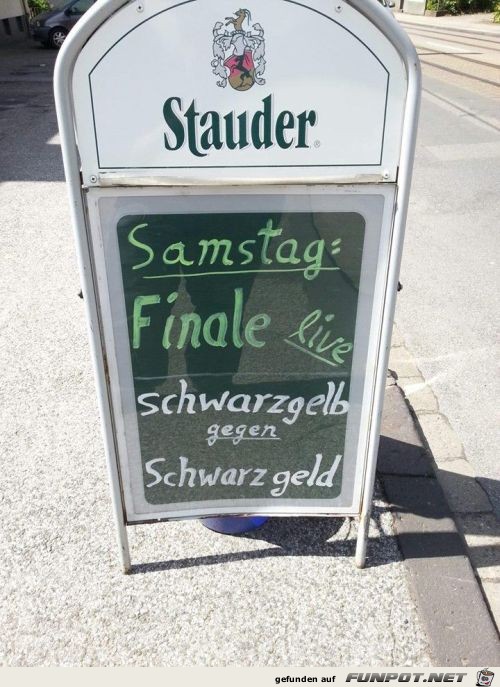 Stauder
Samstag:
Finale live
schwarzgelb
gegen
Schwarzgeld
gefunden auf FUNPOT.NET